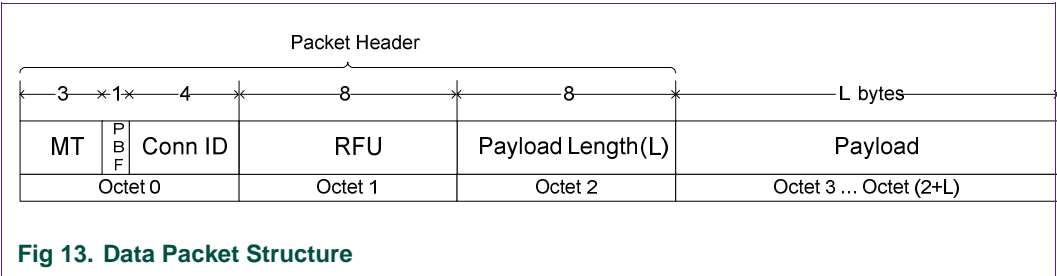 Packet Header
3 1 4 8 8 L bytes
MT PBF Conn ID RFU Payload Length(L) Payload
Octet 0 Octet 1 Octet 2 Octet 3 ... Octet (2+L)
Fig 13. Data Packet Structure